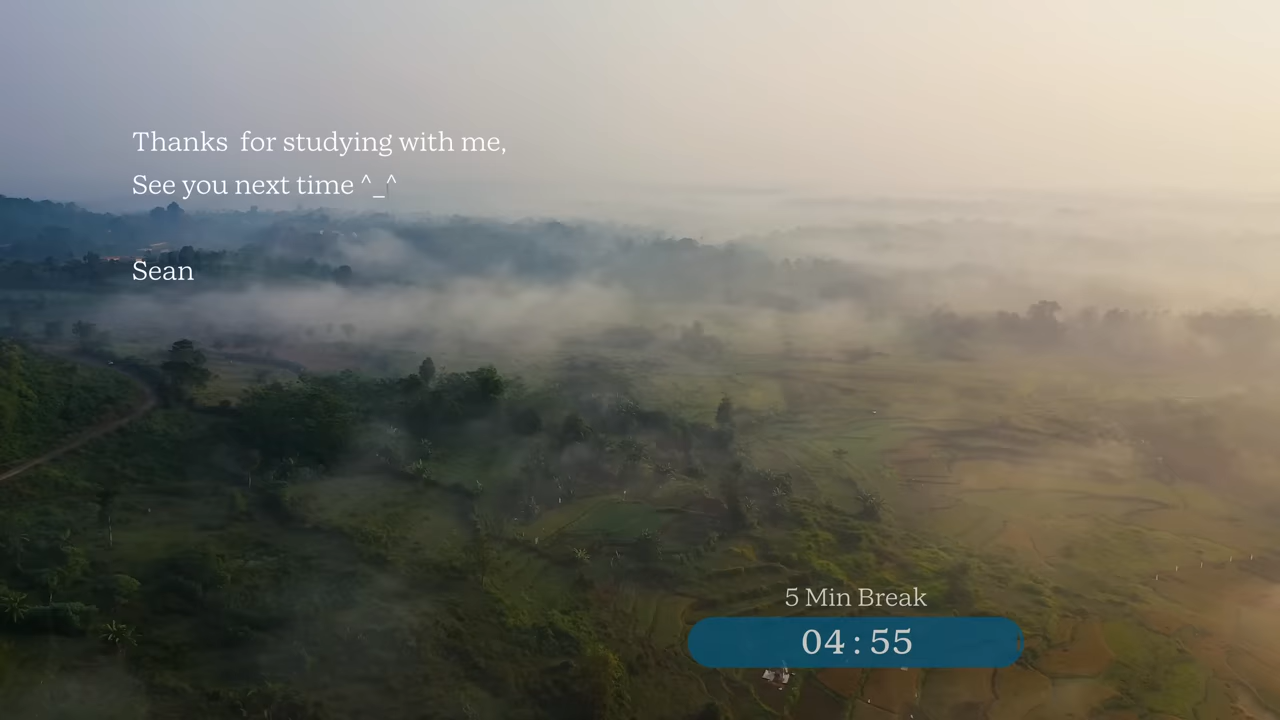 Thanks  for studying with me,
See you next time ^_^
Sean
5 Min Break
04 : 55